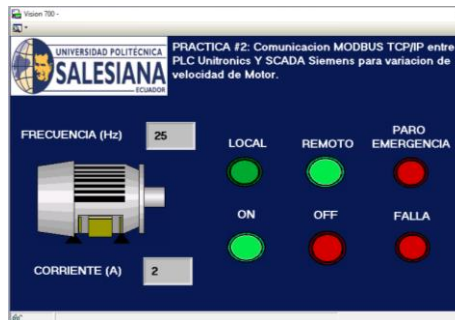 Vision 700 -
UNIVERSIDAD POLITÉCNICA
SALESIANA
ECUADOR
PRACTICA #2: Comunicacion MODBUS TCP/IP entre
PLC Unitronics Y SCADA Siemens para variacion de
velocidad de Motor.
FRECUENCIA (Hz)
25
LOCAL
REMOTO
PARO
EMERGENCIA
ON
OFF
FALLA
CORRIENTE (A)
2